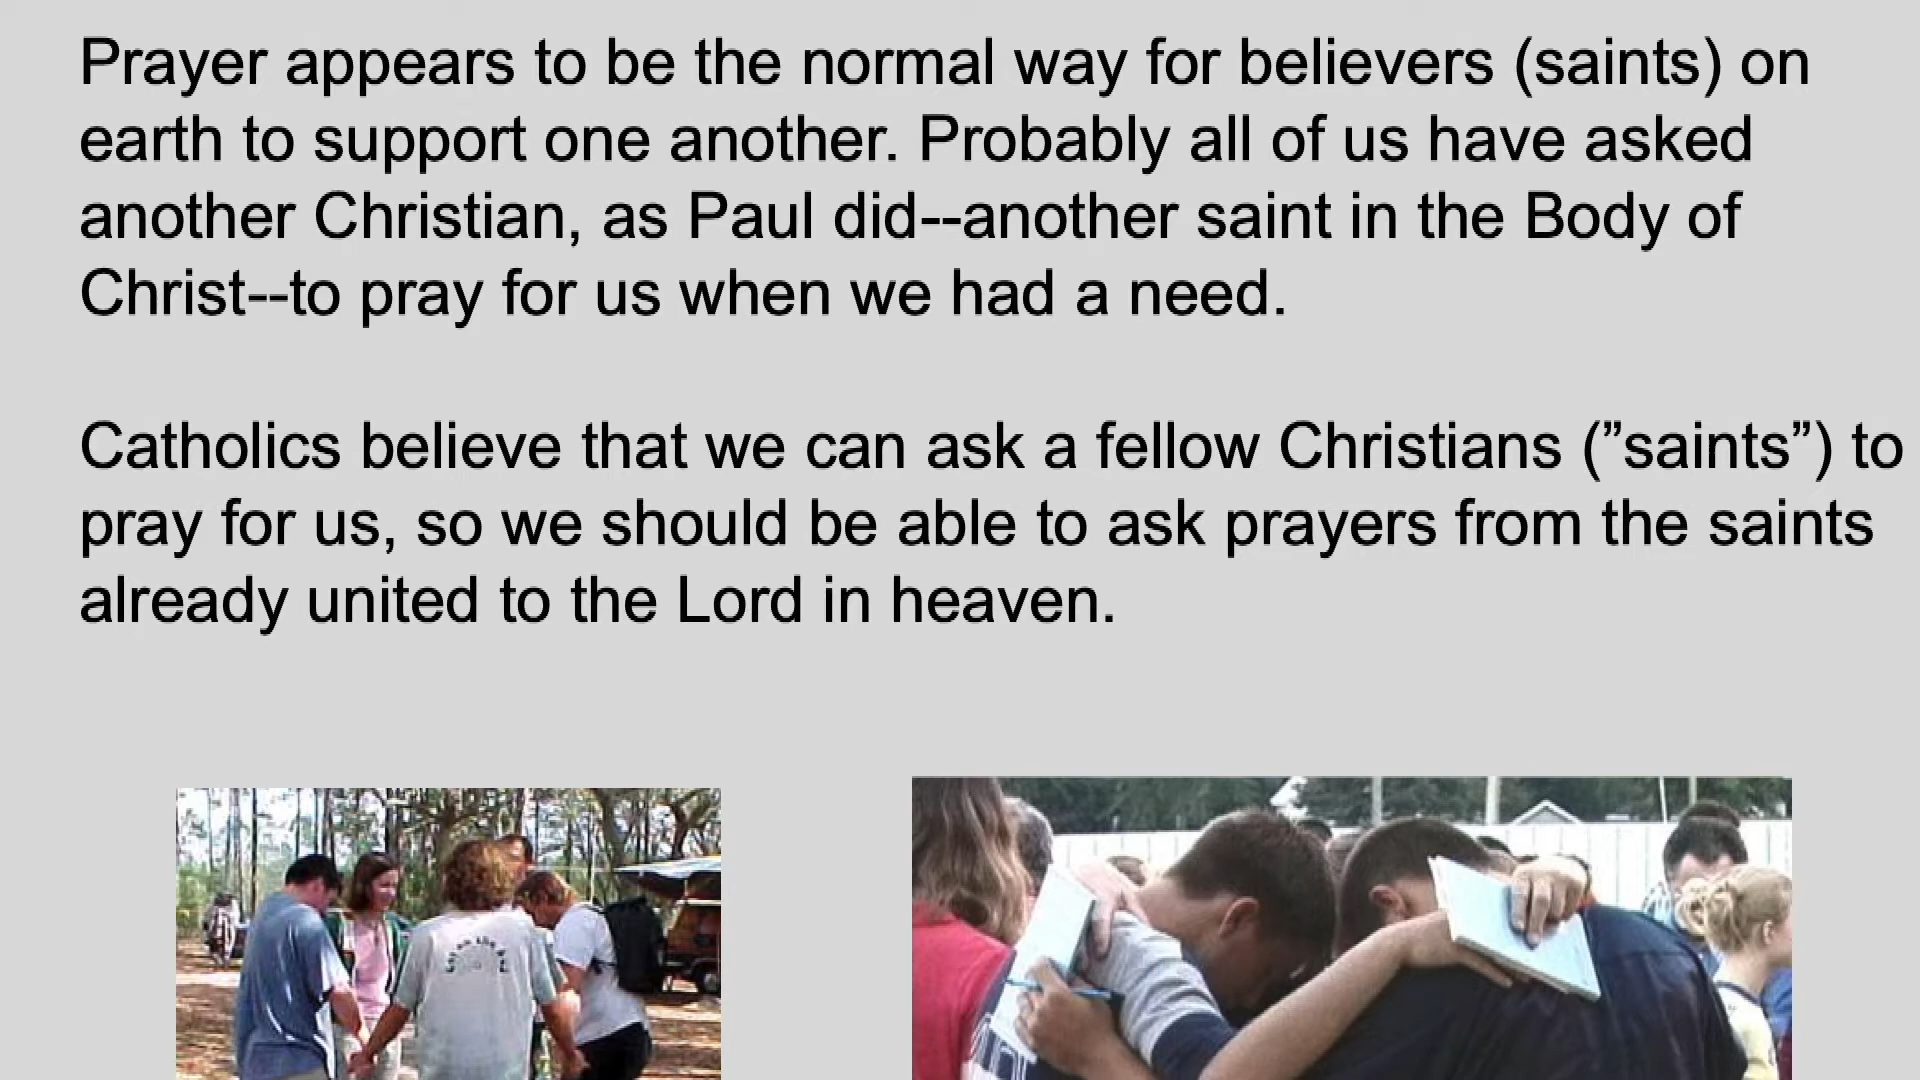 Prayer appears to be the normal way for believers (saints) on
earth to support one another. Probably all of us have asked
another Christian, as Paul did--another saint in the Body of
Christ--to pray for us when we had a need.
Catholics believe that we can ask a fellow Christians (”saints”) to
pray for us, so we should be able to ask prayers from the saints
already united to the Lord in heaven.